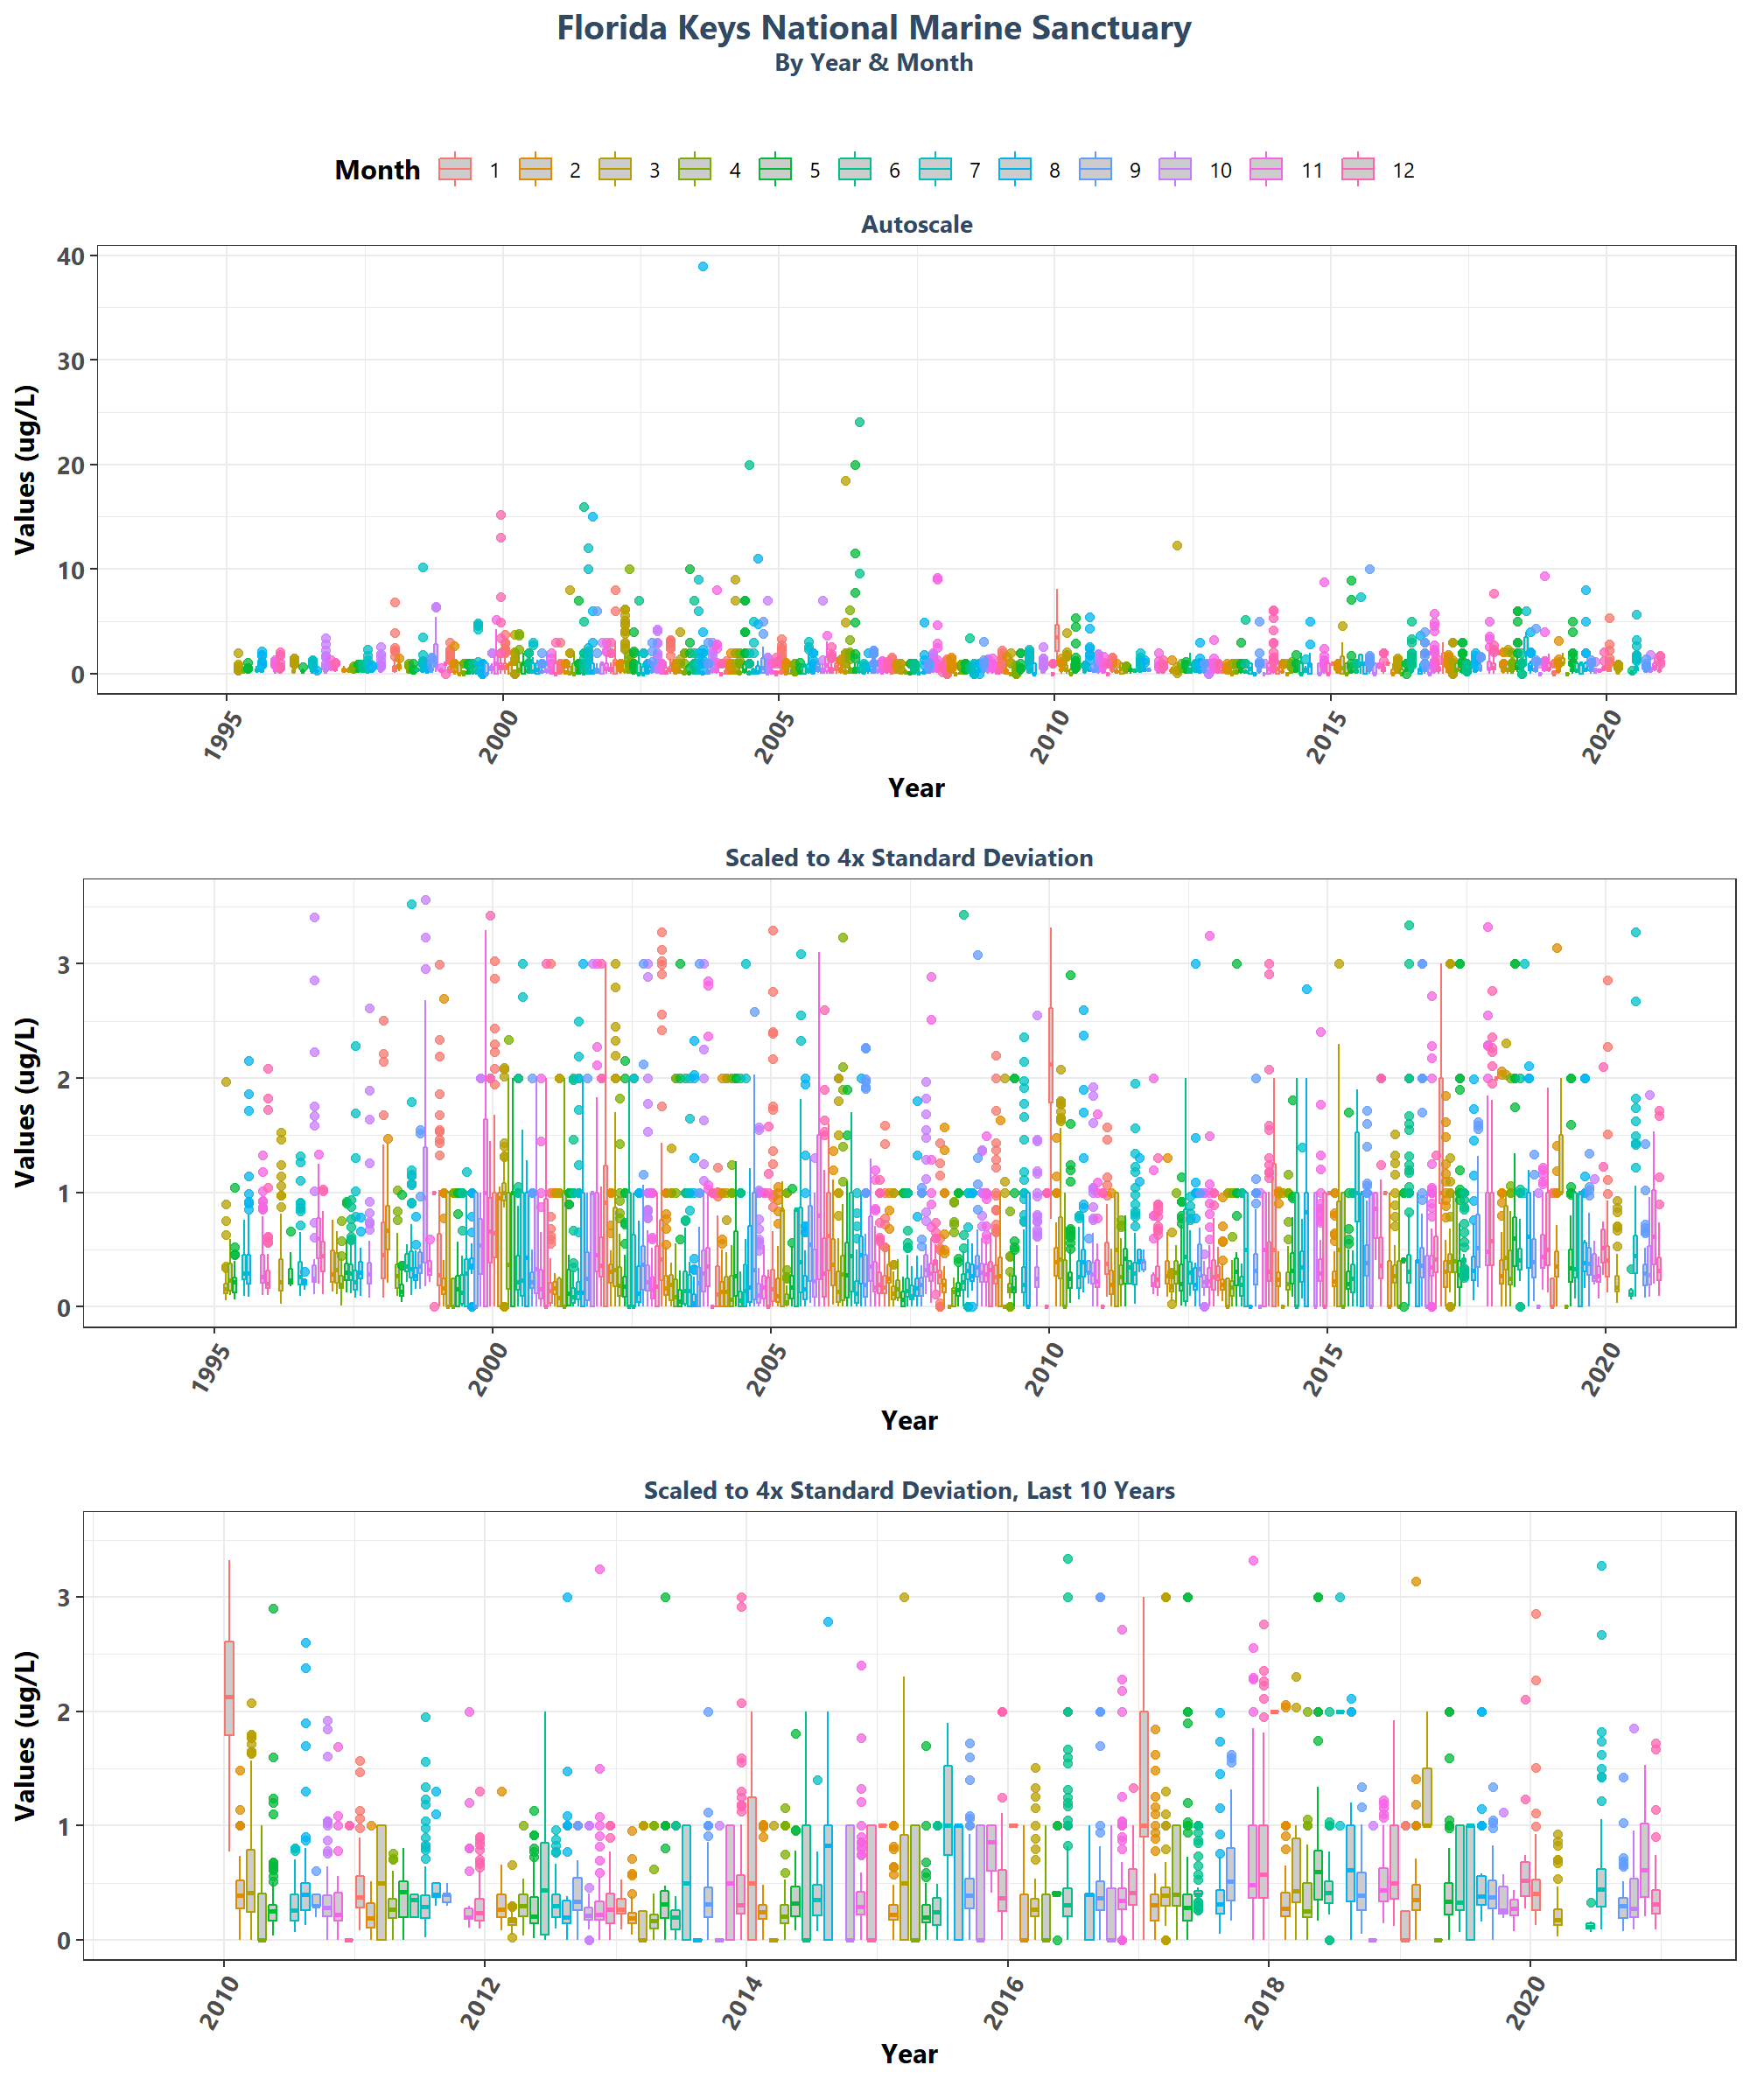 Florida Keys National Marine Sanctuary
By Year & Month
Month 1 2 3 4 5 6 7 8 9 10 11 12
Autoscale
Values (ug/L)
40
30
20
10
0
1995 2000 2005 2010 2015 2020
Year
Scaled to 4x Standard Deviation
Values (ug/L)
3
2
1
0
1995 2000 2005 2010 2015 2020
Year
Scaled to 4x Standard Deviation, Last 10 Years
Values (ug/L)
3
2
1
0
2010 2012 2014 2016 2018 2020
Year